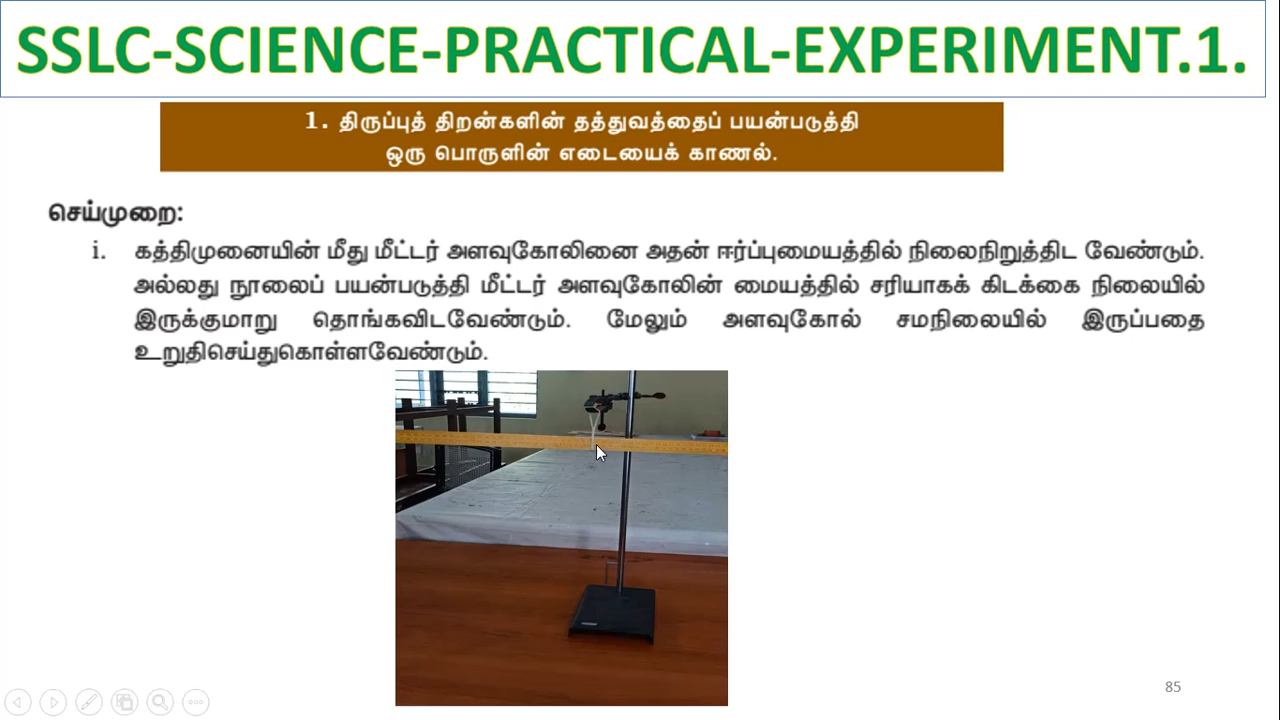 SSLC-SCIENCE-PRACTICAL-EXPERIMENT.1.
1. திருப்புத் திறன்களின் தத்துவத்தைப் பயன்படுத்தி
ஒரு பொருளின் எடையைக் காணல்.
செய்முறை:
i. கத்திமுனையின் மீது மீட்டர் அளவுகோலினை அதன் ஈர்ப்புமையத்தில் நிலைநிறுத்திட வேண்டும்.
அல்லது நூலைப் பயன்படுத்தி மீட்டர் அளவுகோலின் மையத்தில் சரியாகக் கிடக்கை நிலையில்
இருக்குமாறு தொங்கவிடவேண்டும். மேலும் அளவுகோல் சமநிலையில் இருப்பதை
உறுதிசெய்துகொள்ளவேண்டும்.
85